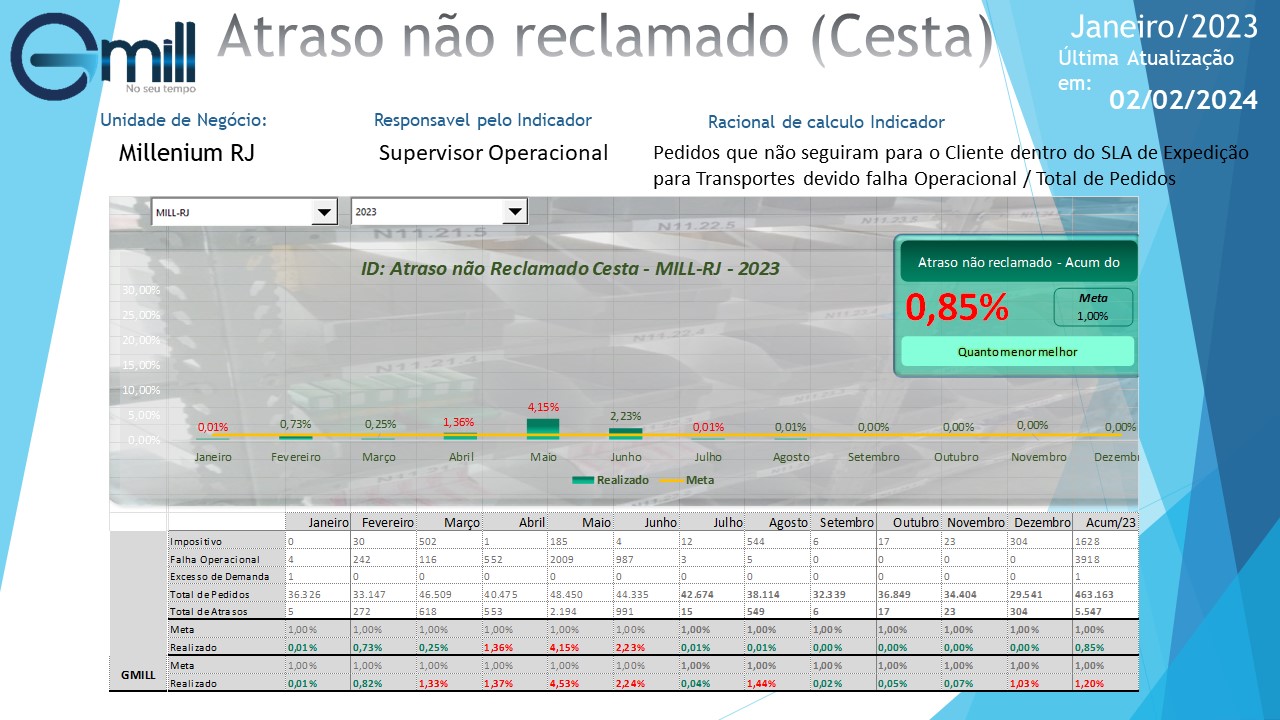 Gmill
No seu tempo
Atraso não reclamado (Cesta)
Janeiro/2023
Última Atualização
em:
02/02/2024
Unidade de Negócio:
Responsavel pelo Indicador
Racional de calculo Indicador
Millenium RJ
Supervisor Operacional
Pedidos que não seguiram para o Cliente dentro do SLA de Expedição
para Transportes devido falha Operacional / Total de Pedidos
MILL-RJ
2023
N11.21.5
N11.22.5
ID: Atraso não Reclamado Cesta - MILL-RJ - 2023
Atraso não reclamado - Acum do
0,85%
Meta
1,00%
Quanto menor melhor
30,00%
25,00%
20,00%
15,00%
10,00%
5,00%
0,00%
N11.22.4
N11.21.4
0,01% 0,73% 0,25% 1,36% 4,15% 2,23% 0,01% 0,01% 0,00% 0,00% 0,00% 0,00%
Janeiro Fevereiro Março Abril Maio Junho Julho Agosto Setembro Outubro Novembro Dezemb
Realizado Meta
Janeiro Fevereiro Março Abril Maio Junho Julho Agosto Setembro Outubro Novembro Dezembro Acum/23
Impositivo 0 30 502 1 185 4 12 544 6 17 23 304 1628
Falha Operacional 4 242 116 552 2009 987 3 5 0 0 0 0 3918
Excesso de Demanda 1 0 0 0 0 0 0 0 0 0 0 0 1
Total de Pedidos 36.326 33.147 46.509 40.475 48.450 44.335 42.674 38.114 32.339 36.849 34.404 29.541 463.163
Total de Atrasos 5 272 618 553 2.194 991 15 549 6 17 23 304 5.547
Meta 1,00% 1,00% 1,00% 1,00% 1,00% 1,00% 1,00% 1,00% 1,00% 1,00% 1,00% 1,00% 1,00%
Realizado 0,01% 0,73% 0,25% 1,36% 4,15% 2,23% 0,01% 0,01% 0,00% 0,00% 0,00% 0,00% 0,85%
GMILL
Meta 1,00% 1,00% 1,00% 1,00% 1,00% 1,00% 1,00% 1,00% 1,00% 1,00% 1,00% 1,00% 1,00%
Realizado 0,01% 0,82% 1,33% 1,37% 4,53% 2,24% 0,04% 1,44% 0,02% 0,05% 0,07% 1,03% 1,20%